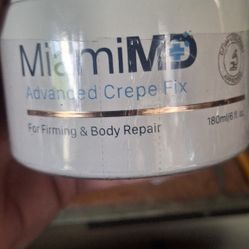 MiamiMD
Advanced Crepe Fix
For Firming & Body Repair
180ml/6 fl. oz.